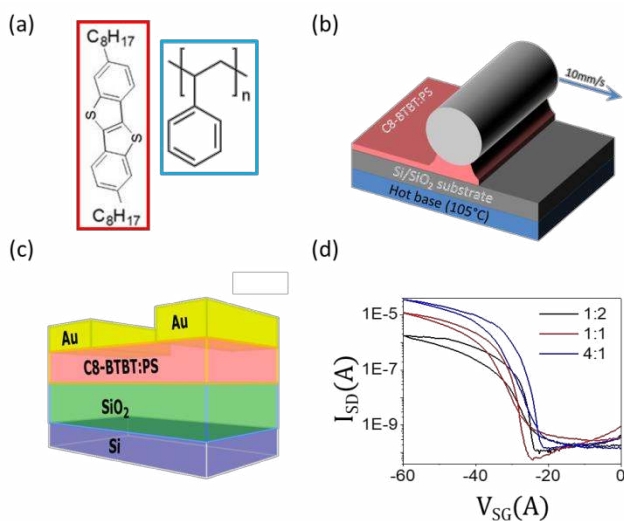 (a)
C8H17
S
S
C8H17
n
(b)
10mm/s
C8-BTBT:PS
Si/SiO2 substrate
Hot base (105°C)
(c)
Au
Au
C8-BTBT:PS
SiO2
Si
(d)
1E-5
1E-7
1E-9
ISD(A)
1:2
1:1
4:1
-60
-40
-20
0
VSG(A)